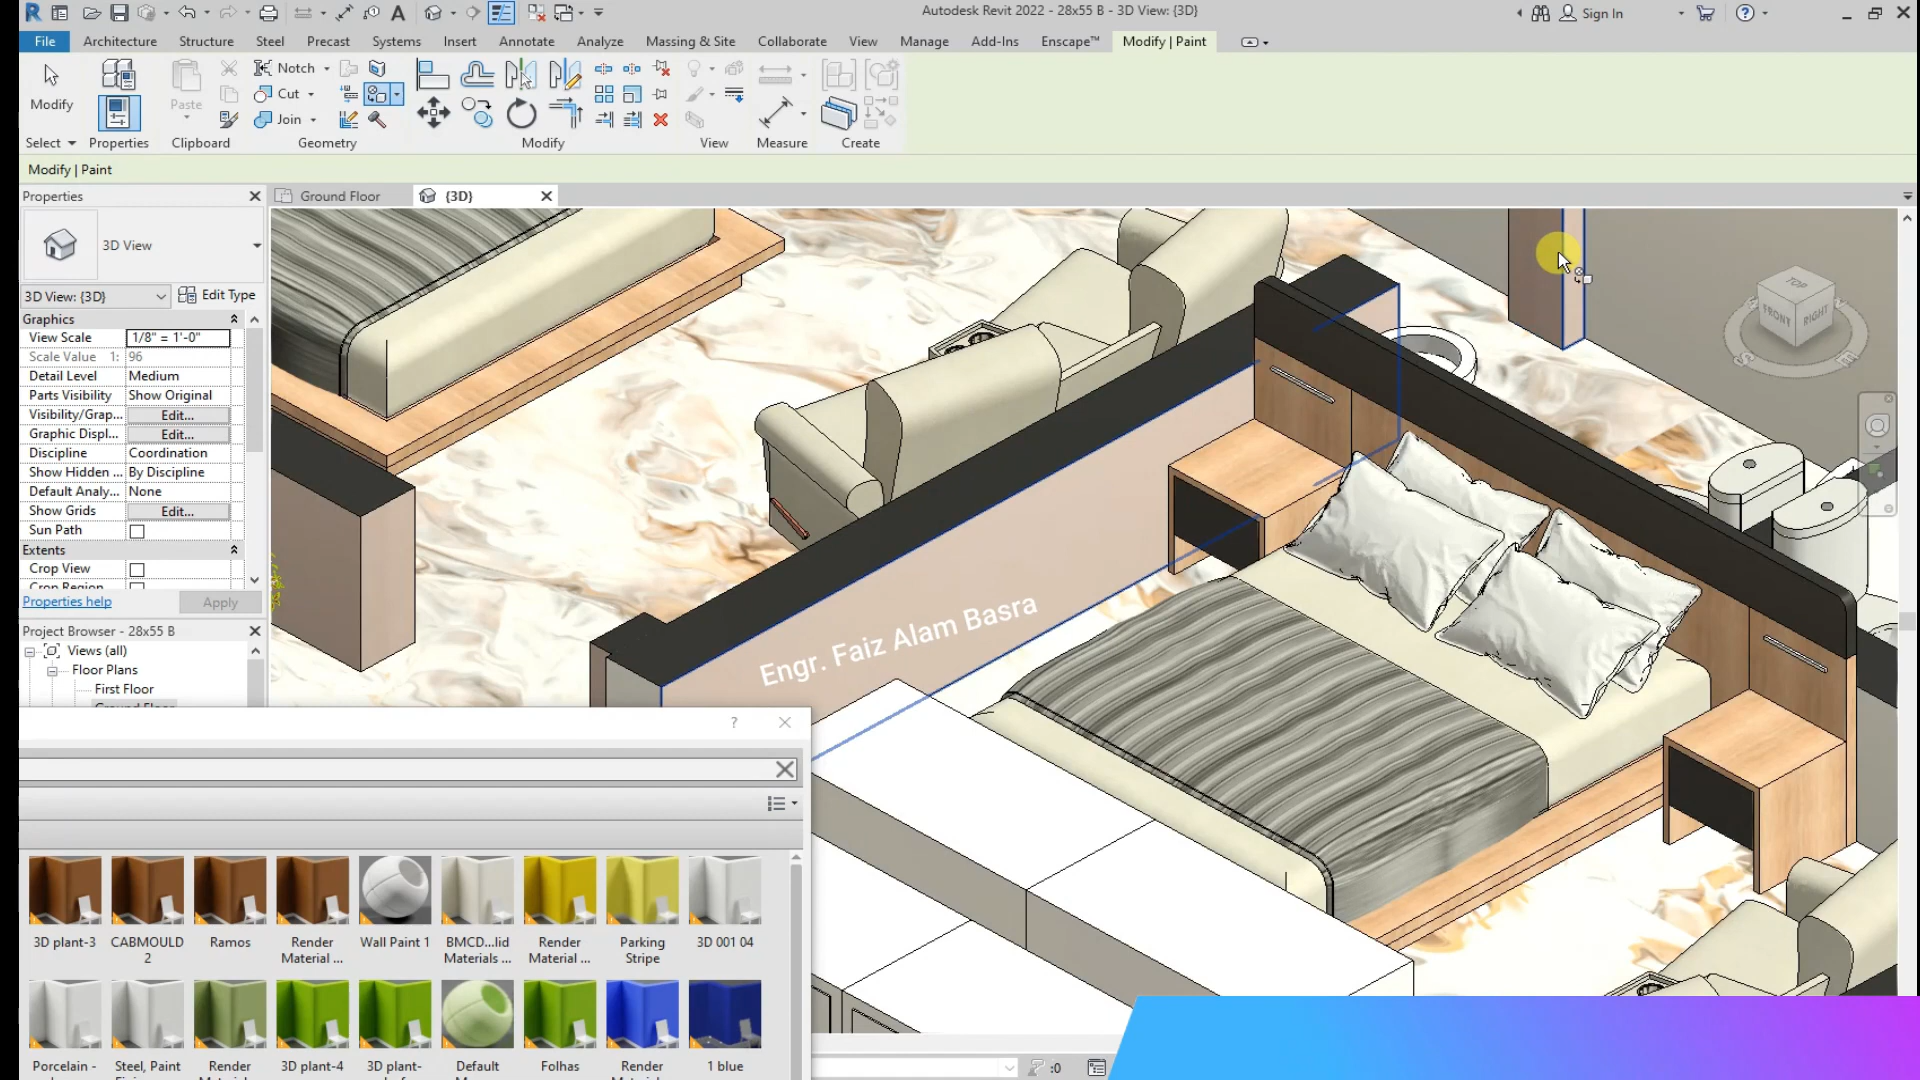 Autodesk Revit 2022 - 28x55 B - 3D View: {3D}
Sign In
File Architecture Structure Steel Precast Systems Insert Annotate Analyze Massing & Site Collaborate View Manage Add-Ins Enscape™ Modify | Paint
Modify
Paste
Notch
Cut
Join
Select Properties Clipboard Geometry Modify View Measure Create
Modify | Paint
Properties
Ground Floor
{3D}
3D View
3D View: {3D}
Edit Type
Graphics
View Scale 1/8" = 1'-0"
Scale Value 1: 96
Detail Level Medium
Parts Visibility Show Original
Visibility/Grap... Edit...
Graphic Displ... Edit...
Discipline Coordination
Show Hidden ... By Discipline
Default Analy... None
Show Grids Edit...
Sun Path
Extents
Crop View
Crop Region
Properties help
Apply
Project Browser - 28x55 B
Views (all)
Floor Plans
First Floor
Ground Floor
TOP
FRONT
RIGHT
S
E
Engr. Faiz Alam Basra
3D plant-3
CABMOULD 2
Ramos
Render Material ...
Wall Paint 1
BMCD...lid Materials ...
Render Material ...
Parking Stripe
3D 001 04
Porcelain -
Steel, Paint
Render
3D plant-4
3D plant-
Default
Folhas
Render
1 blue
:0